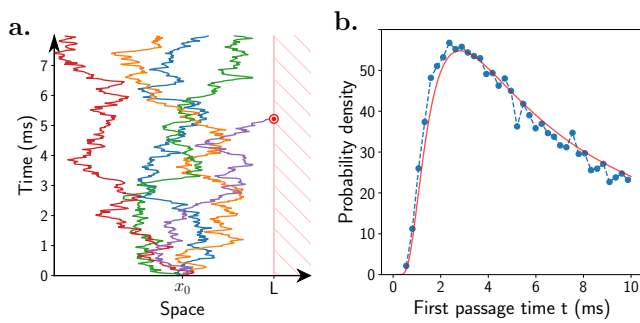 a.
Time (ms)
7
6
5
4
3
2
1
0
x₀
L
Space
b.
Probability density
50
40
30
20
10
0
0
2
4
6
8
10
First passage time t (ms)